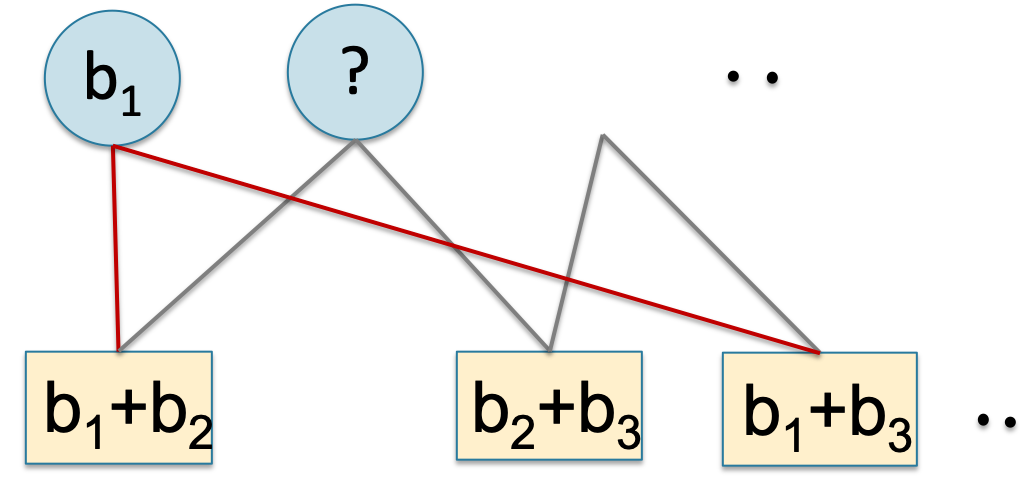 b₁
?
..
b₁+b₂
b₂+b₃
b₁+b₃
..